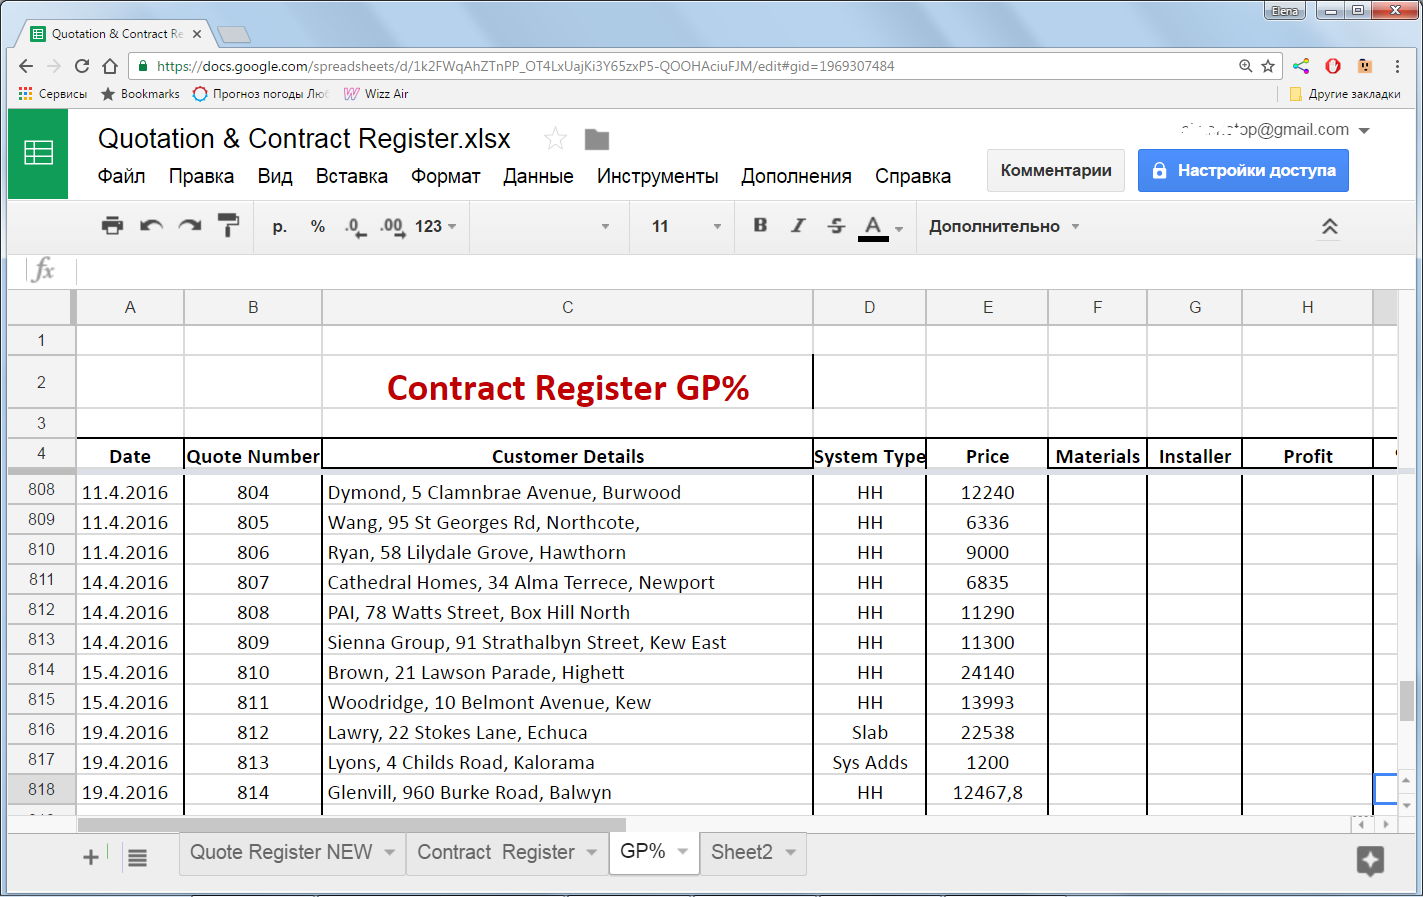 Elena
Quotation & Contract Re
https://docs.google.com/spreadsheets/d/1k2FWqAhZTnPP_OT4LxUajKi3Y65zxP5-QOOHAciuFJM/edit#gid=1969307484
Сервисы Bookmarks Прогноз погоды Лю Wizz Air Другие закладки
Quotation & Contract Register.xlsx
top@gmail.com
Файл Правка Вид Вставка Формат Данные Инструменты Дополнения Справка
Комментарии Настройки доступа
р. % .0 .00 123 11 B I S A Дополнительно
fx
A B C D E F G H
1
2 Contract Register GP%
3
4 Date Quote Number Customer Details System Type Price Materials Installer Profit
808 11.4.2016 804 Dymond, 5 Clamnbrae Avenue, Burwood HH 12240
809 11.4.2016 805 Wang, 95 St Georges Rd, Northcote, HH 6336
810 11.4.2016 806 Ryan, 58 Lilydale Grove, Hawthorn HH 9000
811 14.4.2016 807 Cathedral Homes, 34 Alma Terrece, Newport HH 6835
812 14.4.2016 808 PAI, 78 Watts Street, Box Hill North HH 11290
813 14.4.2016 809 Sienna Group, 91 Strathalbyn Street, Kew East HH 11300
814 15.4.2016 810 Brown, 21 Lawson Parade, Highett HH 24140
815 15.4.2016 811 Woodridge, 10 Belmont Avenue, Kew HH 13993
816 19.4.2016 812 Lawry, 22 Stokes Lane, Echuca Slab 22538
817 19.4.2016 813 Lyons, 4 Childs Road, Kalorama Sys Adds 1200
818 19.4.2016 814 Glenvill, 960 Burke Road, Balwyn HH 12467,8
Quote Register NEW Contract Register GP% Sheet2